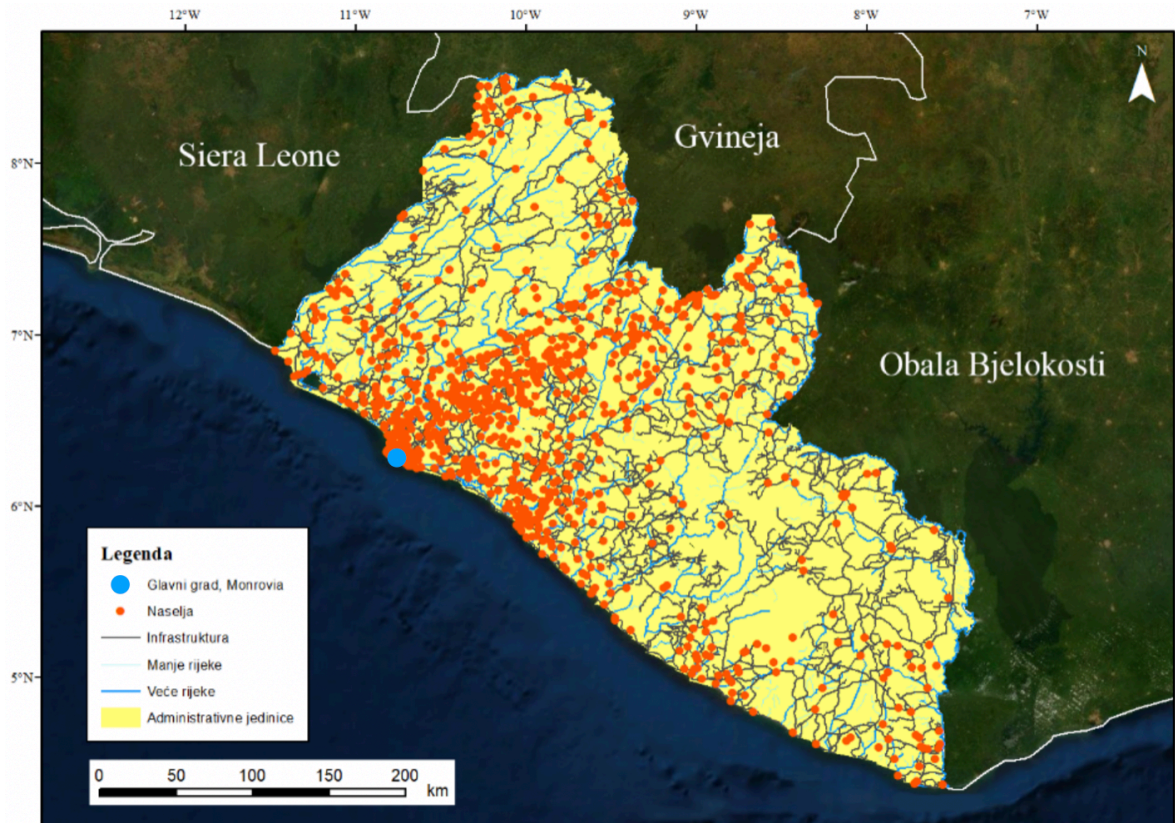 12°W 11°W 10°W 9°W 8°W 7°W
N
Gvineja
Siera Leone
8°N
7°N
Obala Bjelokosti
6°N
5°N
Legenda
Glavni grad, Monrovia
Naselja
Infrastruktura
Manje rijeke
Veće rijeke
Administrativne jedinice
0 50 100 150 200
km